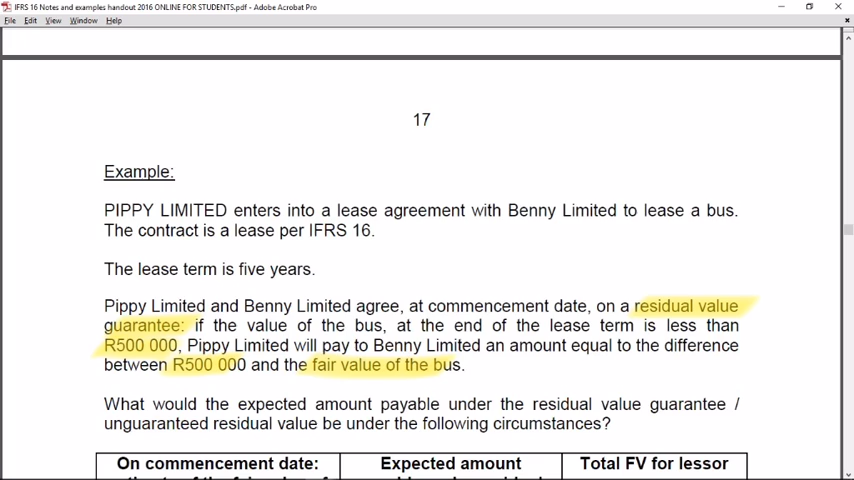 IFRS 16 Notes and examples handout 2016 ONLINE FOR STUDENTS.pdf - Adobe Acrobat Pro
File Edit View Window Help
17
Example:
PIPPY LIMITED enters into a lease agreement with Benny Limited to lease a bus.
The contract is a lease per IFRS 16.
The lease term is five years.
Pippy Limited and Benny Limited agree, at commencement date, on a residual value
guarantee: if the value of the bus, at the end of the lease term is less than
R500 000, Pippy Limited will pay to Benny Limited an amount equal to the difference
between R500 000 and the fair value of the bus.
What would the expected amount payable under the residual value guarantee /
unguaranteed residual value be under the following circumstances?
On commencement date: Expected amount Total FV for lessor